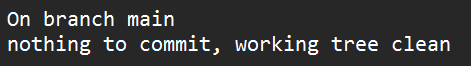 On branch main
nothing to commit, working tree clean